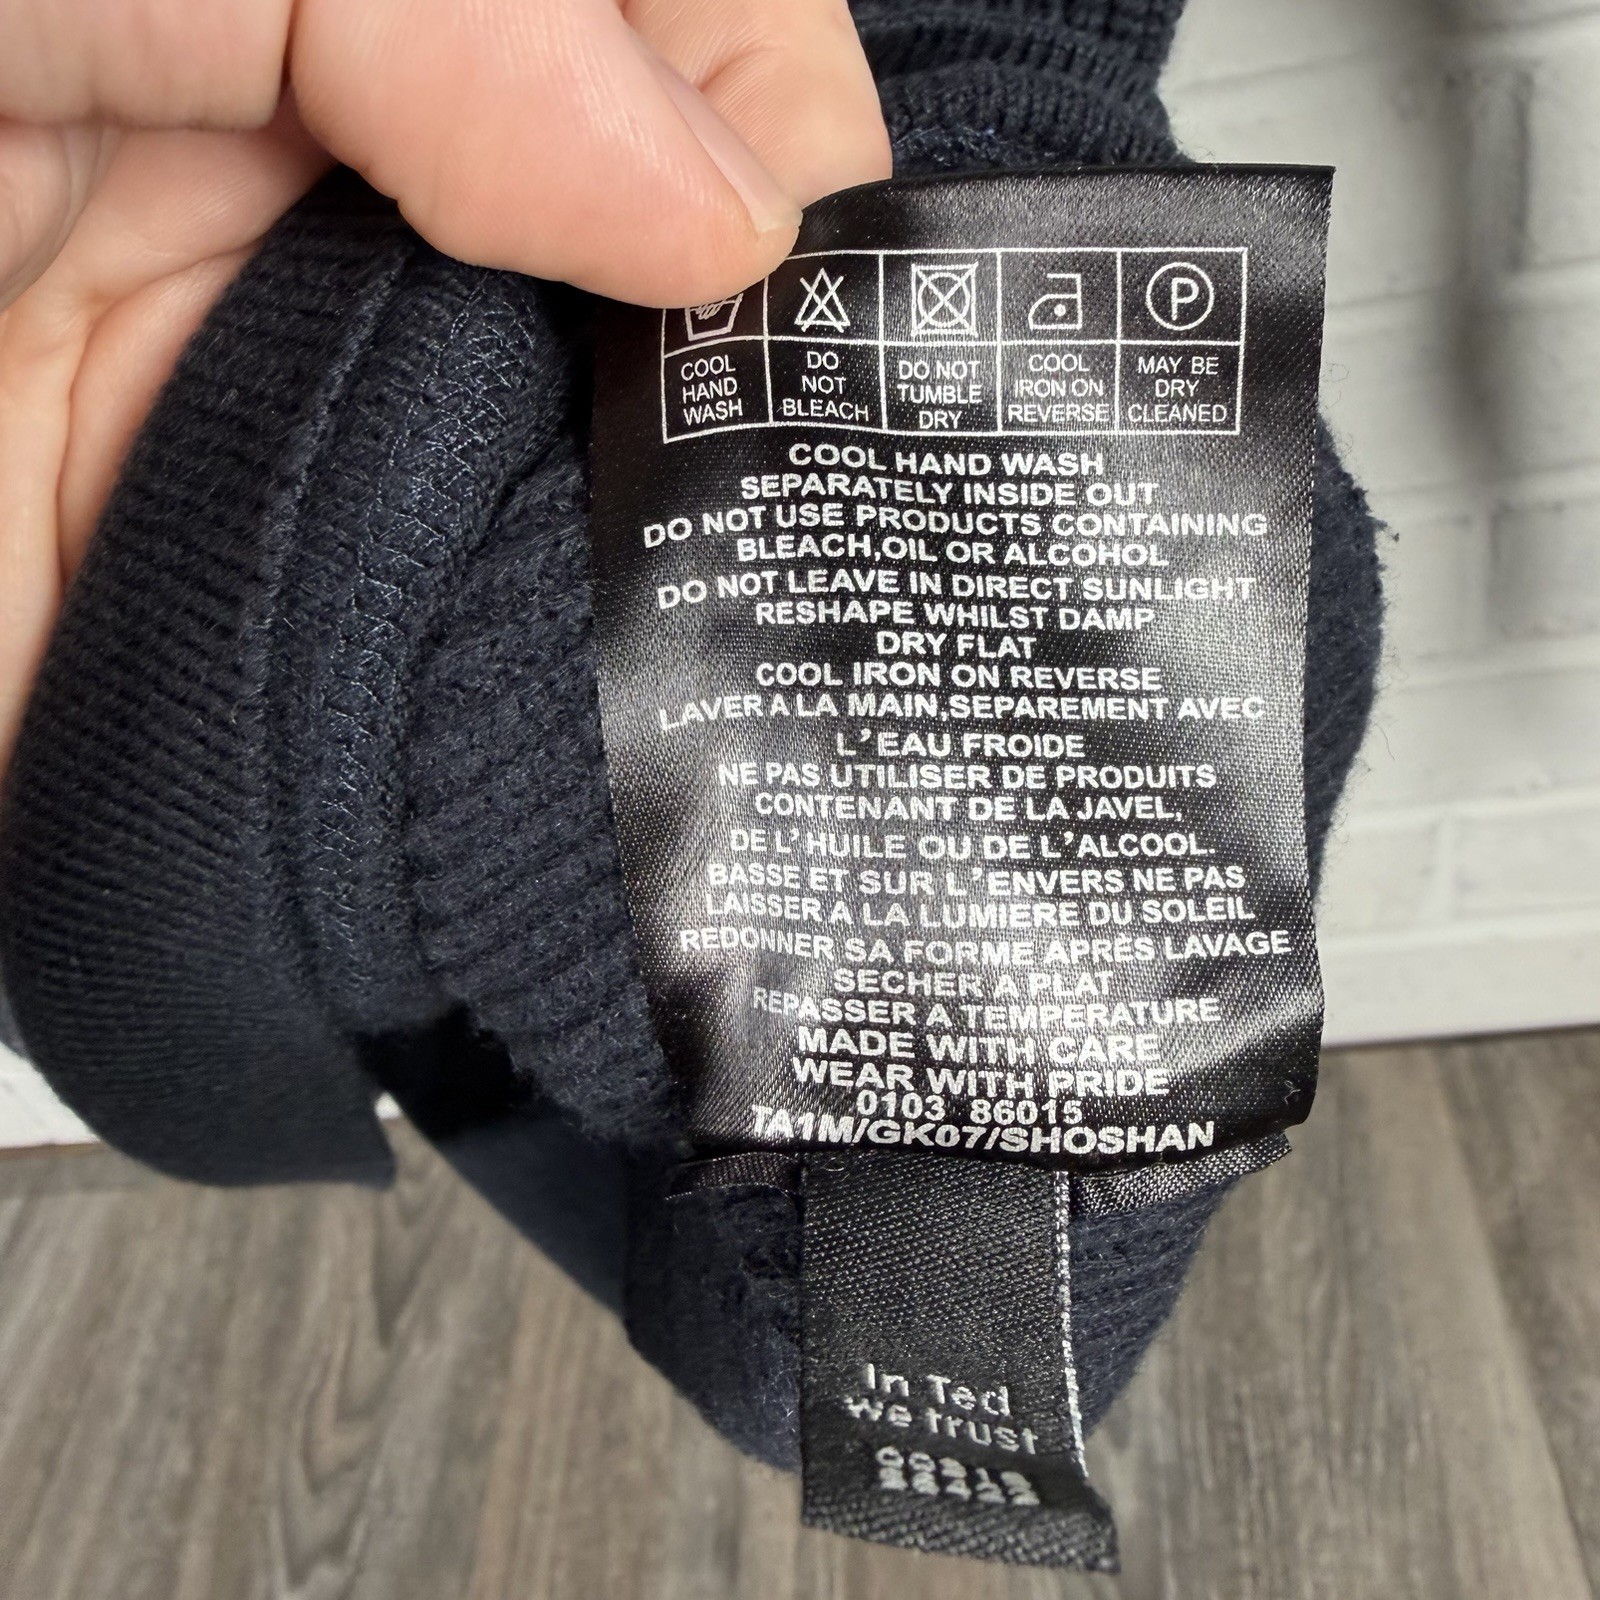 P
COOL HAND WASH
DO NOT BLEACH
DO NOT TUMBLE DRY
COOL IRON ON REVERSE
MAY BE DRY CLEANED
COOL HAND WASH
SEPARATELY INSIDE OUT
DO NOT USE PRODUCTS CONTAINING
BLEACH,OIL OR ALCOHOL
DO NOT LEAVE IN DIRECT SUNLIGHT
RESHAPE WHILST DAMP
DRY FLAT
COOL IRON ON REVERSE
LAVER A LA MAIN,SEPAREMENT AVEC
L'EAU FROIDE
NE PAS UTILISER DE PRODUITS
CONTENANT DE LA JAVEL,
DE L'HUILE OU DE L'ALCOOL.
BASSE ET SUR L'ENVERS NE PAS
LAISSER A LA LUMIERE DU SOLEIL
REDONNER SA FORME APRÈS LAVAGE
SECHER A PLAT
REPASSER A TEMPERATURE
MADE WITH CARE
WEAR WITH PRIDE
0103 86015
TA1M/GK07/SHOSHAN
In Ted
we trust